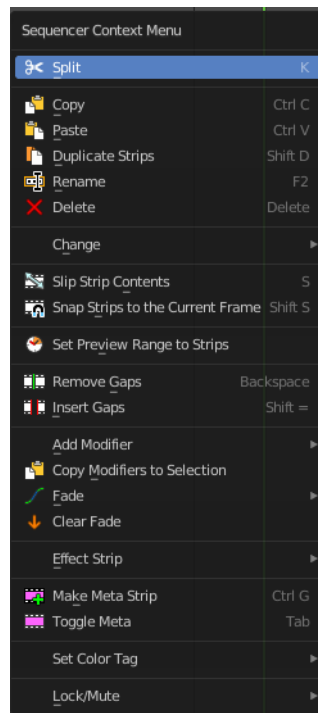 Sequencer Context Menu
Split K
Copy Ctrl C
Paste Ctrl V
Duplicate Strips Shift D
Rename F2
Delete Delete
Change
Slip Strip Contents S
Snap Strips to the Current Frame Shift S
Set Preview Range to Strips
Remove Gaps Backspace
Insert Gaps Shift =
Add Modifier
Copy Modifiers to Selection
Fade
Clear Fade
Effect Strip
Make Meta Strip Ctrl G
Toggle Meta Tab
Set Color Tag
Lock/Mute